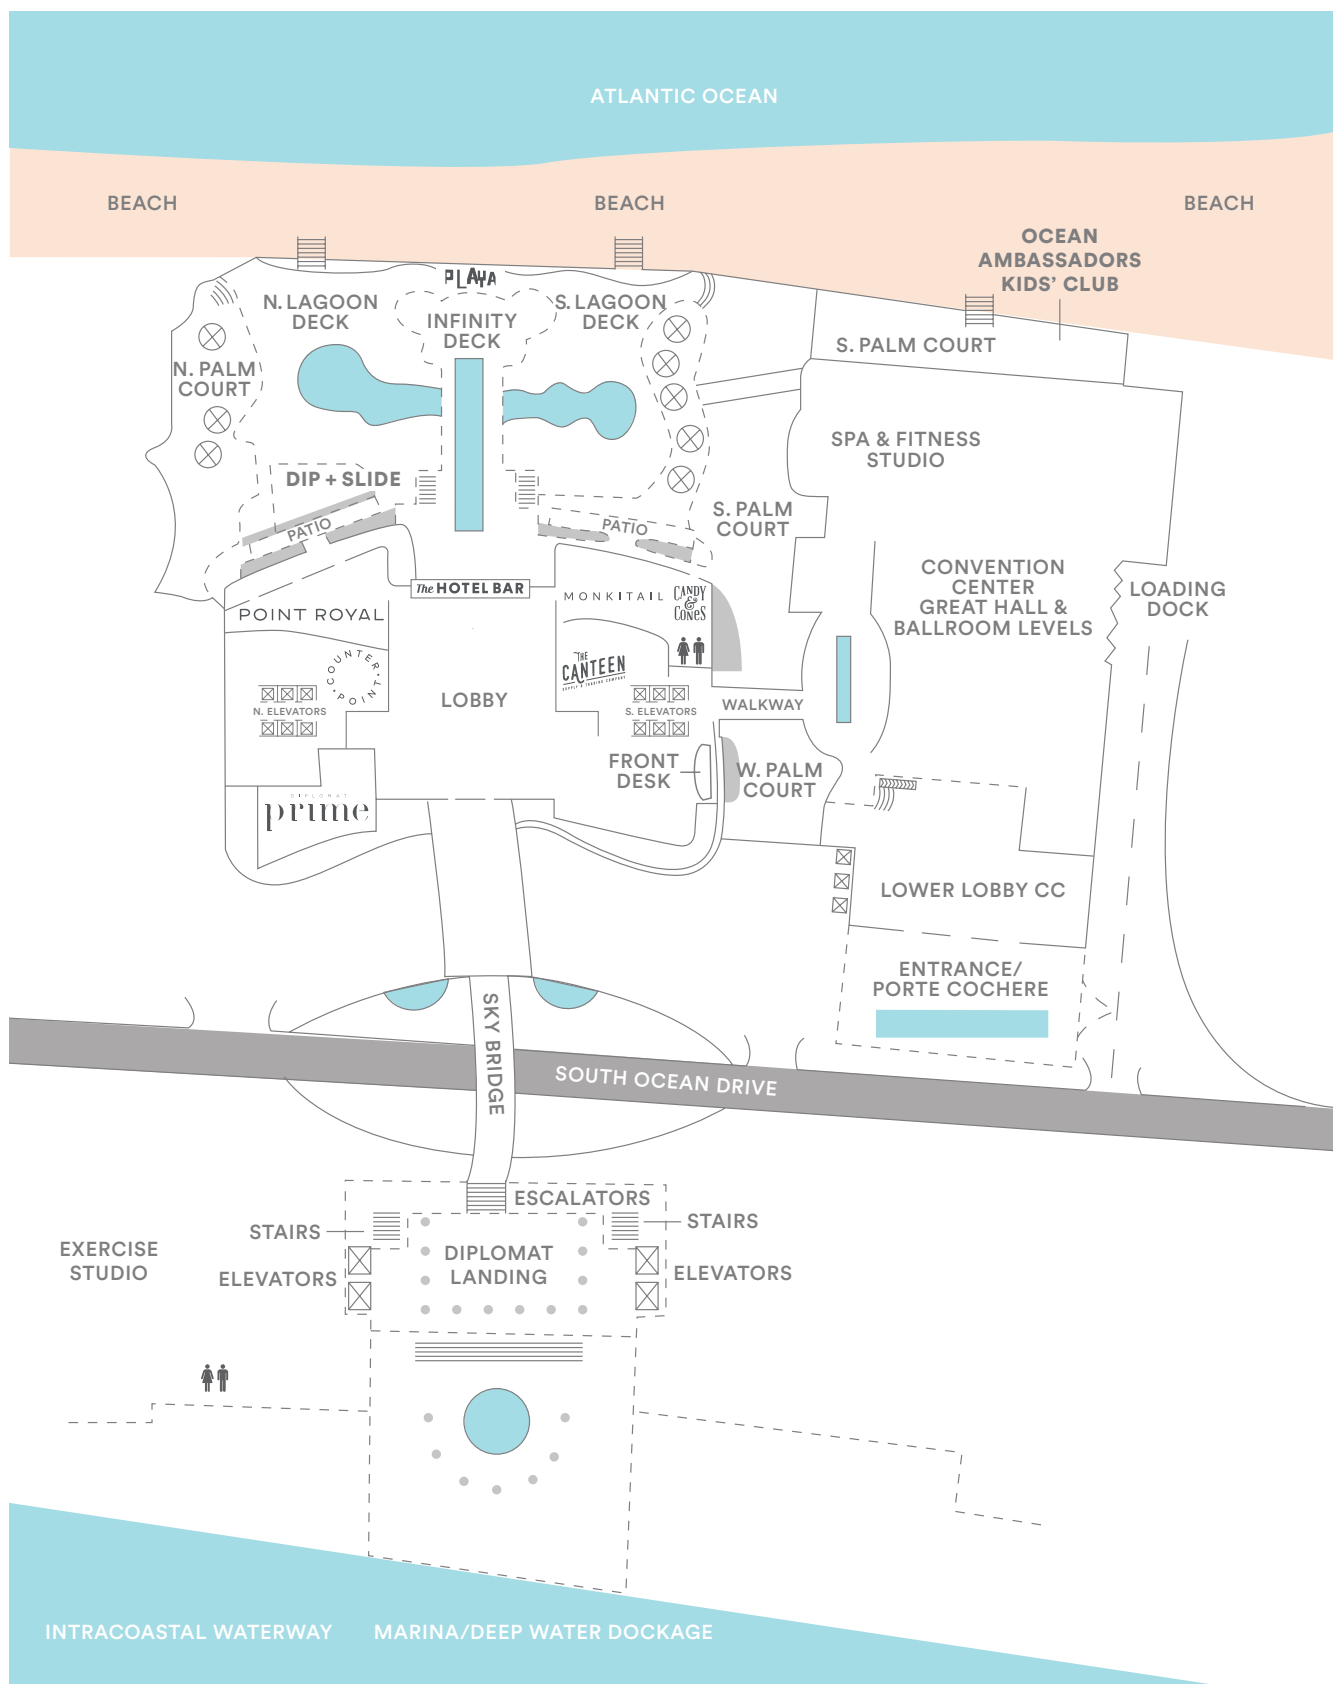 ATLANTIC OCEAN
BEACH
BEACH
BEACH
OCEAN
AMBASSADORS
KIDS' CLUB
PLAYA
N. LAGOON
DECK
INFINITY
DECK
S. LAGOON
DECK
S. PALM COURT
N. PALM
COURT
SPA & FITNESS
STUDIO
DIP + SLIDE
PATIO
PATIO
S. PALM
COURT
CONVENTION
CENTER
GREAT HALL &
BALLROOM LEVELS
LOADING
DOCK
The HOTEL BAR
POINT ROYAL
MONKITAIL
CANDY
&
CONES
COUNTER
POINT
THE
CANTEEN
SUPPLY & TRADING COMPANY
LOBBY
N. ELEVATORS
S. ELEVATORS
WALKWAY
FRONT
DESK
W. PALM
COURT
DIPLOMAT
prime
LOWER LOBBY CC
ENTRANCE/
PORTE COCHERE
SKY BRIDGE
SOUTH OCEAN DRIVE
ESCALATORS
STAIRS
STAIRS
EXERCISE
STUDIO
DIPLOMAT
LANDING
ELEVATORS
ELEVATORS
INTRACOASTAL WATERWAY
MARINA/DEEP WATER DOCKAGE